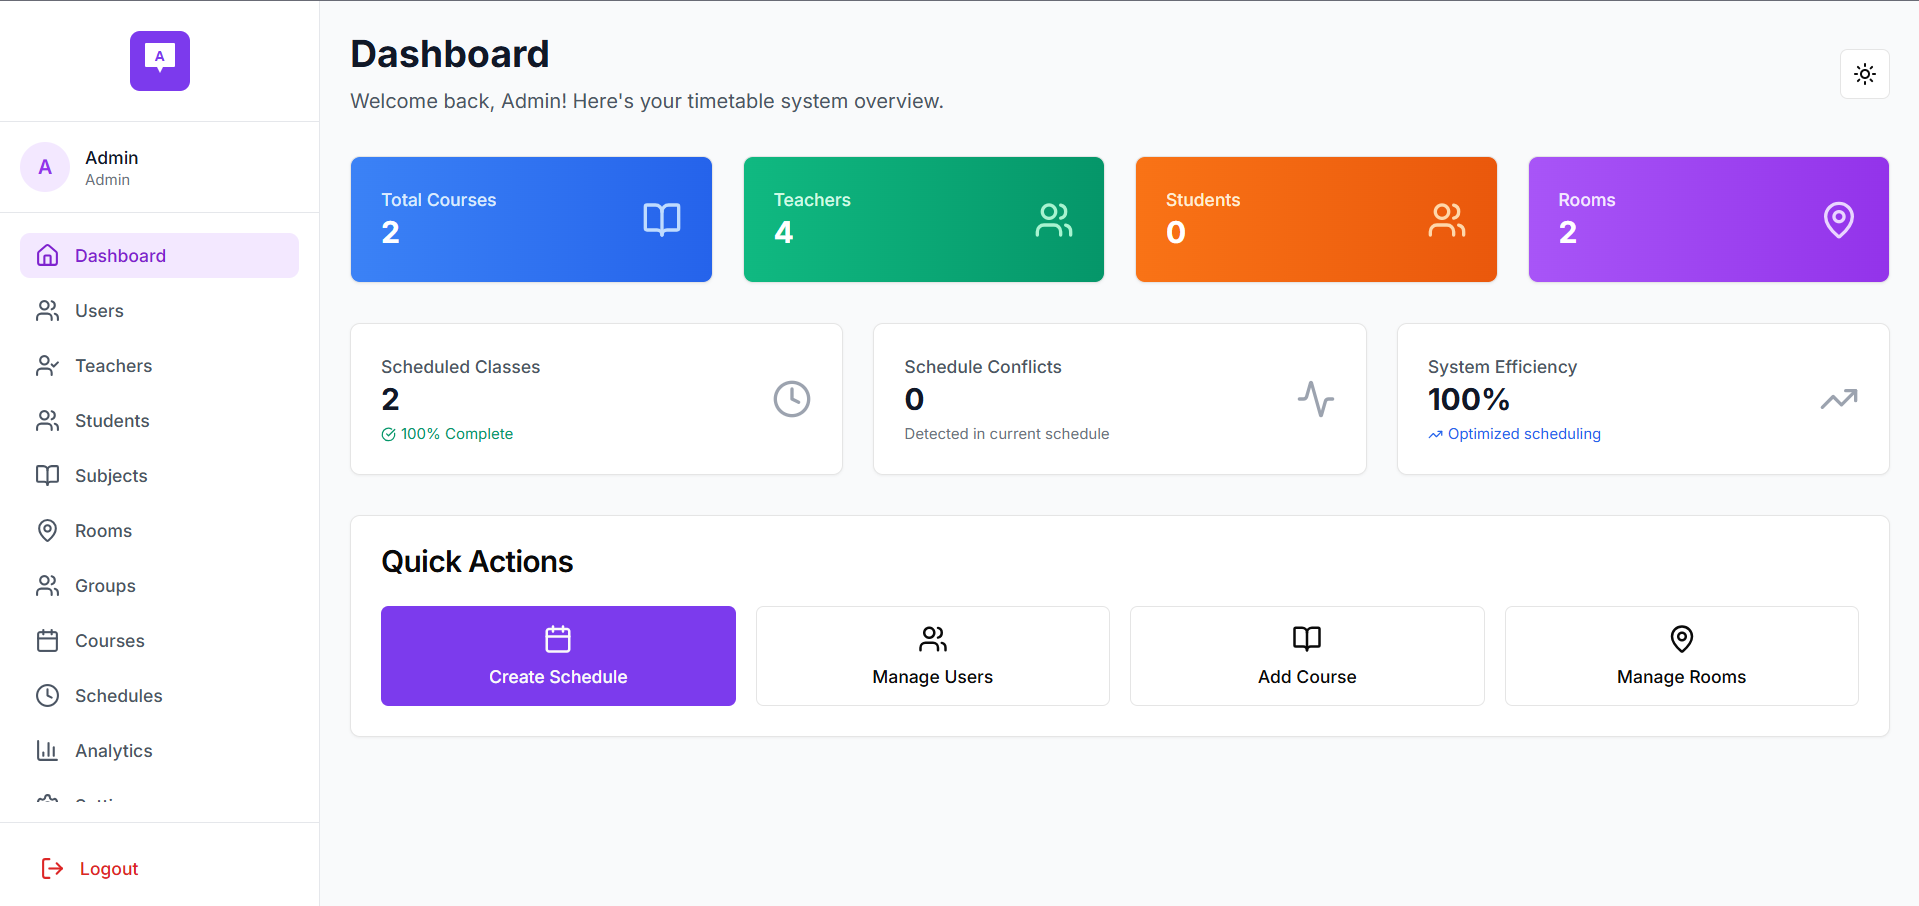 A
A
Admin
Admin
Dashboard
Users
Teachers
Students
Subjects
Rooms
Groups
Courses
Schedules
Analytics
Logout
Dashboard
Welcome back, Admin! Here's your timetable system overview.
Total Courses
2
Teachers
4
Students
0
Rooms
2
Scheduled Classes
2
100% Complete
Schedule Conflicts
0
Detected in current schedule
System Efficiency
100%
Optimized scheduling
Quick Actions
Create Schedule
Manage Users
Add Course
Manage Rooms